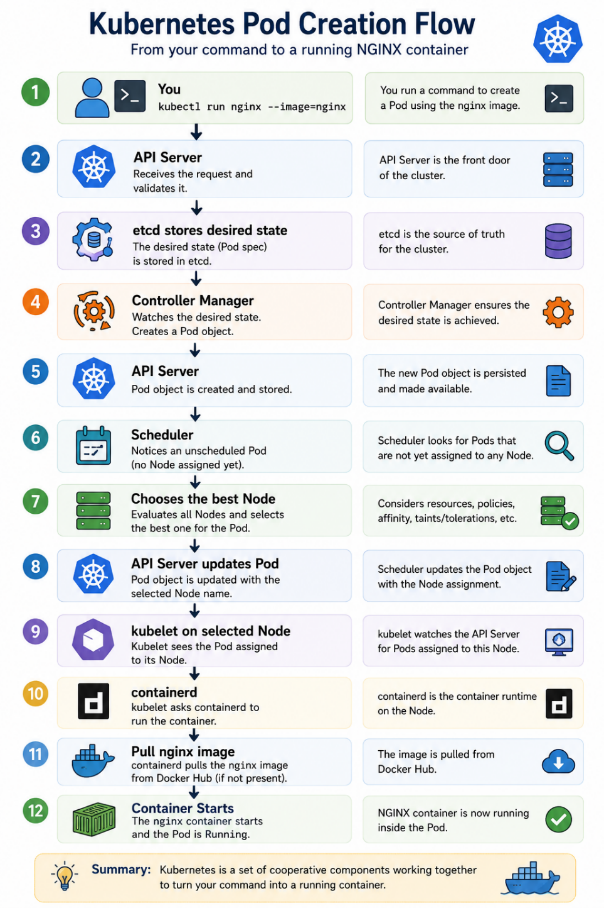 Kubernetes Pod Creation Flow
From your command to a running NGINX container
1
You
kubectl run nginx --image=nginx
You run a command to create
a Pod using the nginx image.
2
API Server
Receives the request and
validates it.
API Server is the front door
of the cluster.
3
etcd stores desired state
The desired state (Pod spec)
is stored in etcd.
etcd is the source of truth
for the cluster.
4
Controller Manager
Watches the desired state.
Creates a Pod object.
Controller Manager ensures the
desired state is achieved.
5
API Server
Pod object is created and stored.
The new Pod object is persisted
and made available.
6
Scheduler
Notices an unscheduled Pod
(no Node assigned yet).
Scheduler looks for Pods that
are not yet assigned to any Node.
7
Chooses the best Node
Evaluates all Nodes and selects
the best one for the Pod.
Considers resources, policies,
affinity, taints/tolerations, etc.
8
API Server updates Pod
Pod object is updated with the
selected Node name.
Scheduler updates the Pod object
with the Node assignment.
9
kubelet on selected Node
Kubelet sees the Pod assigned
to its Node.
kubelet watches the API Server
for Pods assigned to this Node.
10
d
containerd
kubelet asks containerd to
run the container.
containerd is the container runtime
on the Node.
d
11
Pull nginx image
containerd pulls the nginx image
from Docker Hub (if not present).
The image is pulled from
Docker Hub.
12
Container Starts
The nginx container starts
and the Pod is Running.
NGINX container is now running
inside the Pod.
Summary: Kubernetes is a set of cooperative components working together
to turn your command into a running container.